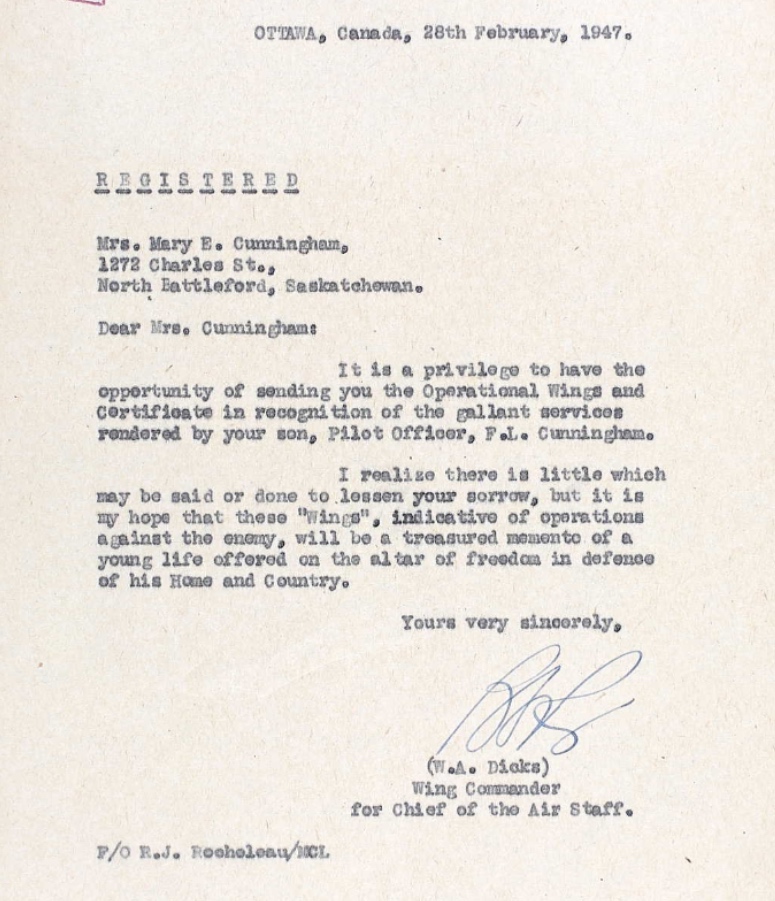 OTTAWA, Canada, 28th February, 1947.
REGISTERED
Mrs. Mary E. Cunningham,
1272 Charles St.,
North Battleford, Saskatchewan.
Dear Mrs. Cunningham:
It is a privilege to have the
opportunity of sending you the Operational Wings and
Certificate in recognition of the gallant services
rendered by your son, Pilot Officer, F.L. Cunningham.
I realize there is little which
may be said or done to lessen your sorrow, but it is
my hope that these "Wings", indicative of operations
against the enemy, will be a treasured memento of a
young life offered on the altar of freedom in defence
of his Home and Country.
Yours very sincerely,
(W.A. Dicks)
Wing Commander
for Chief of the Air Staff.
F/O R.J. Rocheleau/MCL